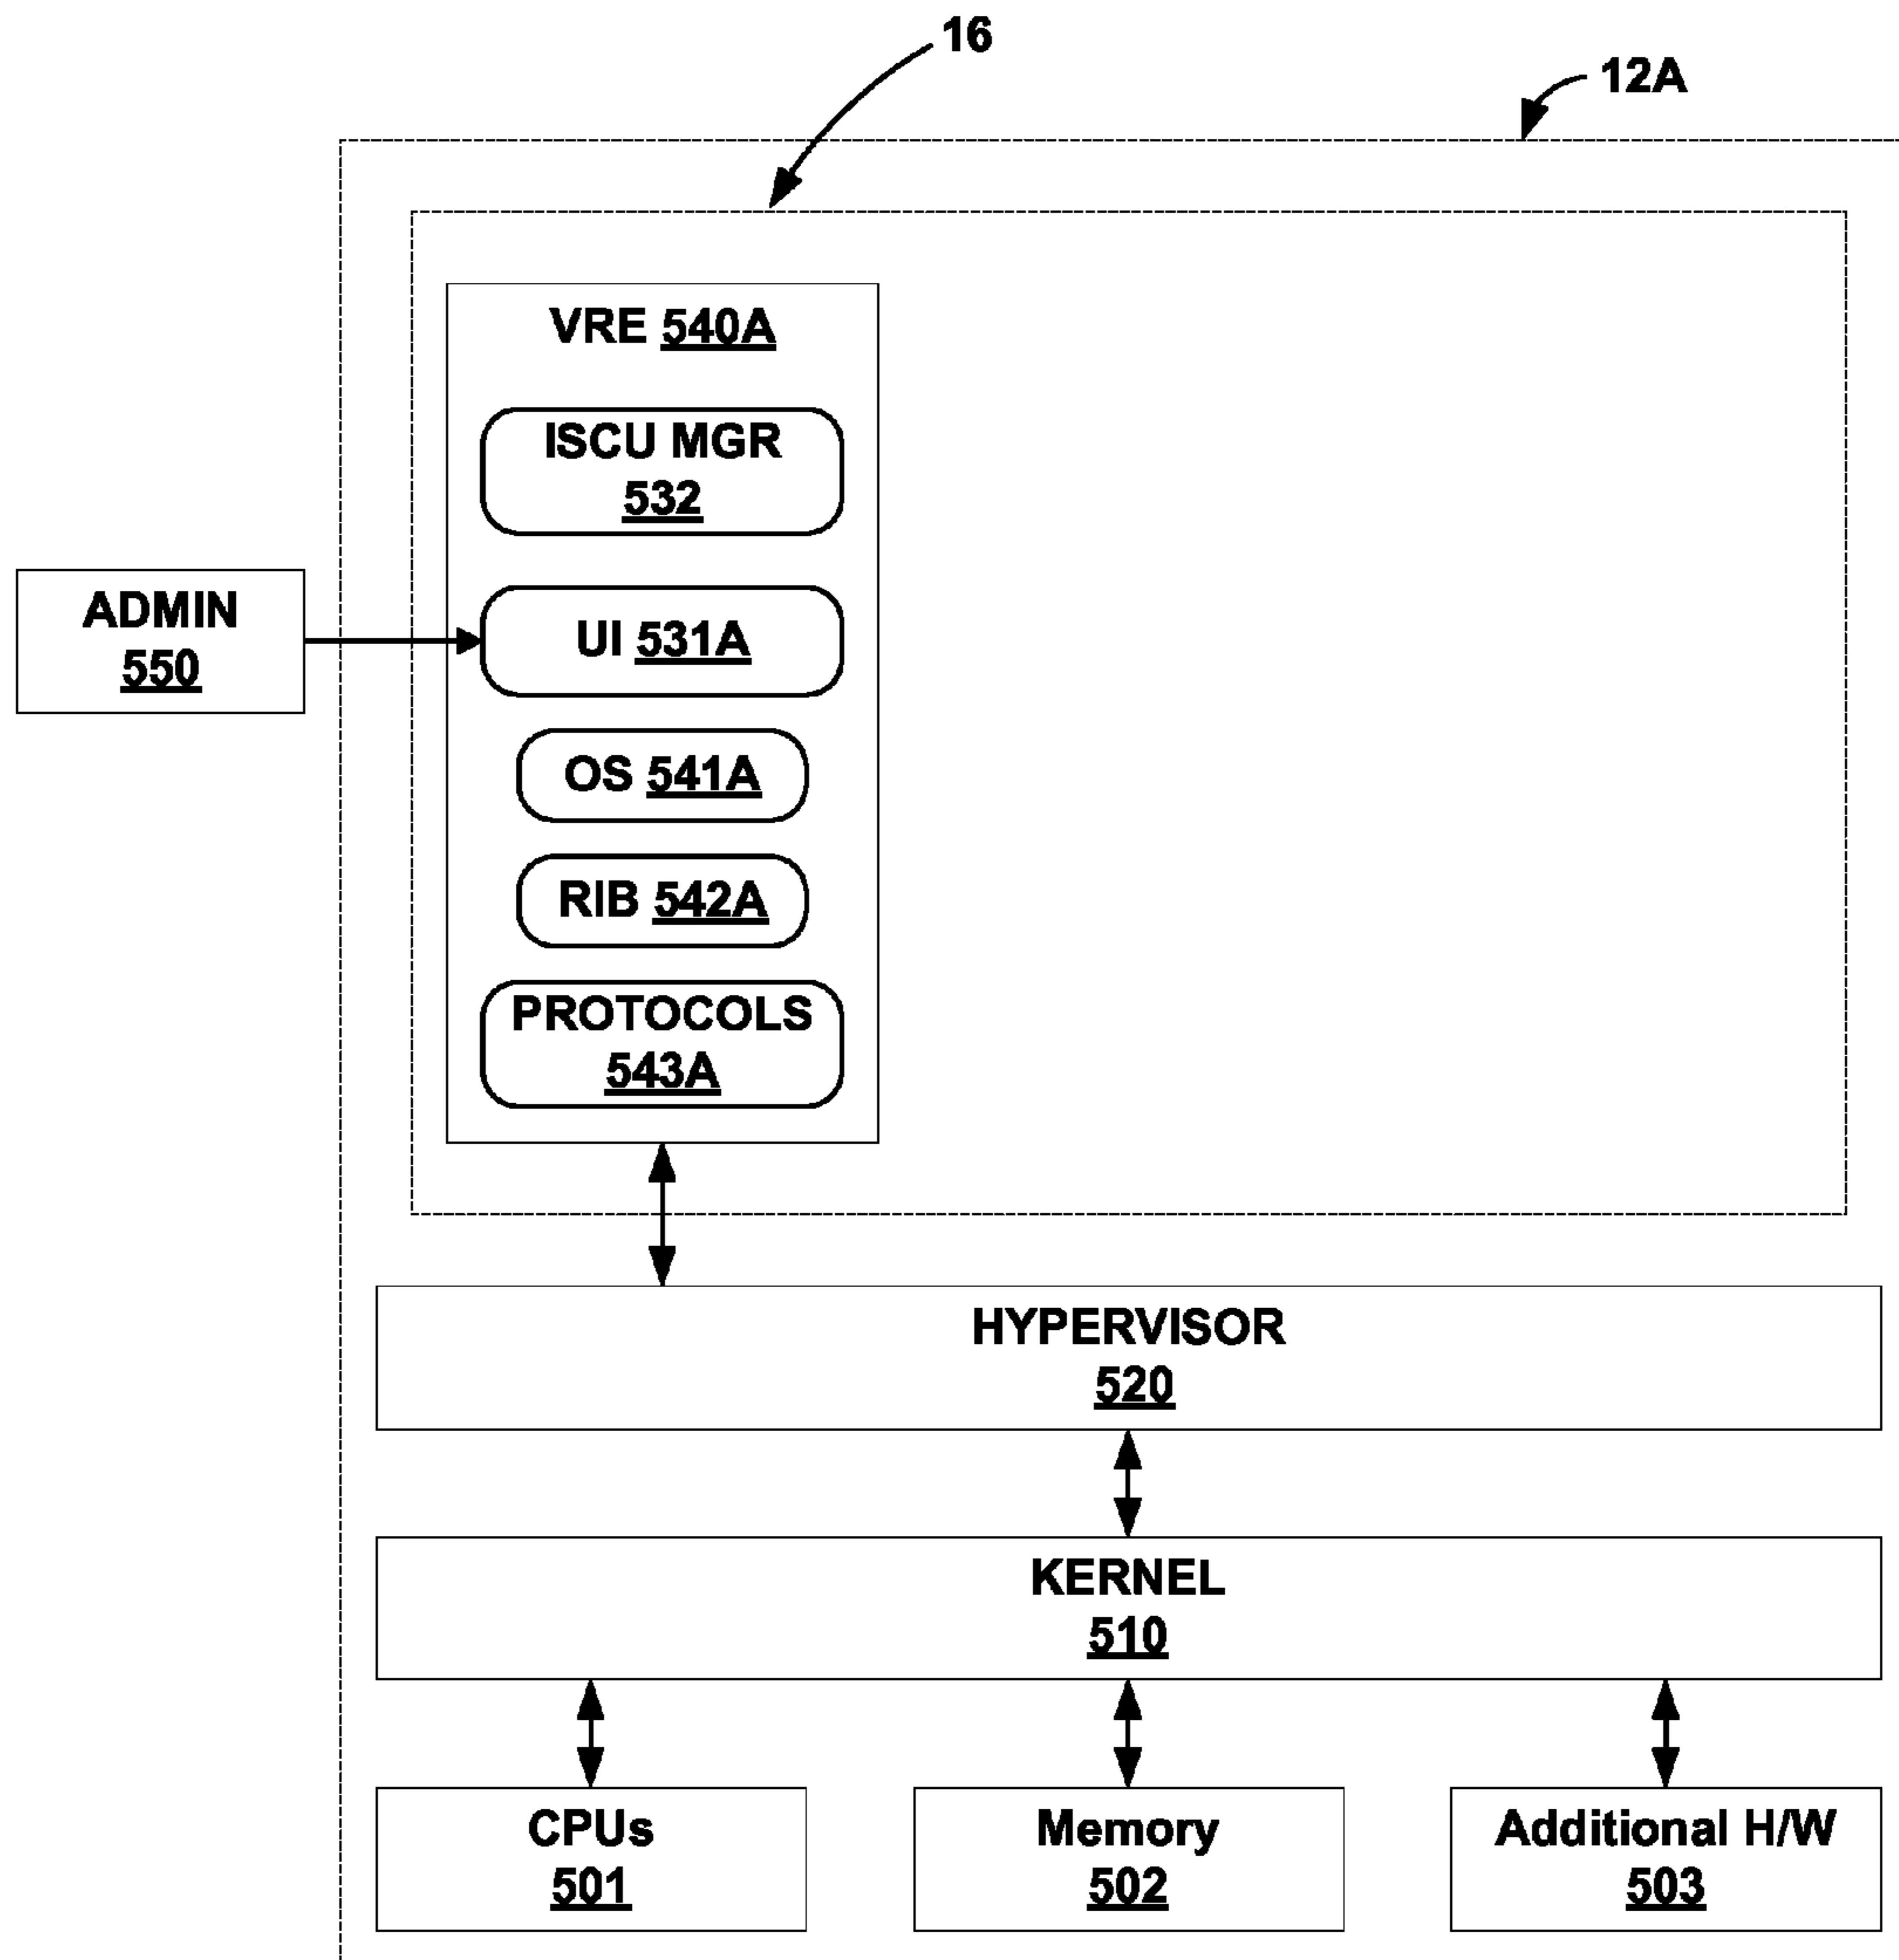 16
12A
VRE 540A
ISCU MGR
532
ADMIN
550
UI 531A
OS 541A
RIB 542A
PROTOCOLS
543A
HYPERVISOR
520
KERNEL
510
CPUs
501
Memory
502
Additional H/W
503